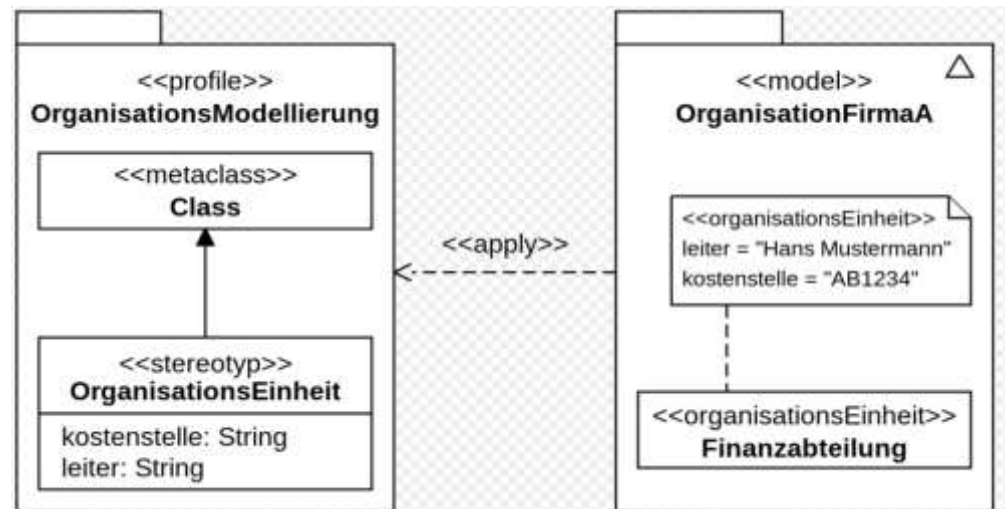 <<profile>>
OrganisationsModellierung
<<metaclass>>
Class
<<stereotyp>>
OrganisationsEinheit
kostenstelle: String
leiter: String
<<apply>>
<<model>>
OrganisationFirmaA
<<organisationsEinheit>>
leiter = "Hans Mustermann"
kostenstelle = "AB1234"
<<organisationsEinheit>>
Finanzabteilung